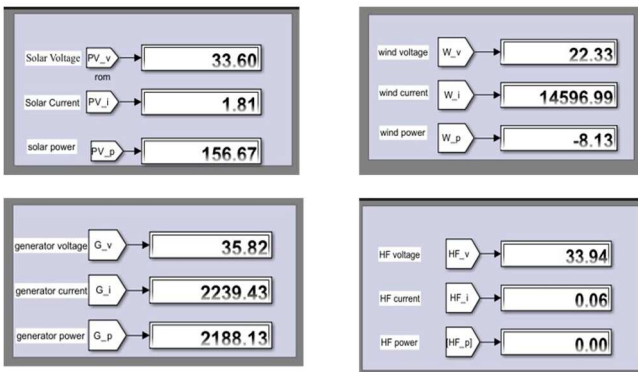 Solar Voltage PV_v 33.60
rom
Solar Current PV_i 1.81
solar power PV_p 156.67
wind voltage W_v 22.33
wind current W_i 14596.99
wind power W_p -8.13
generator voltage G_v 35.82
generator current G_i 2239.43
generator power G_p 2188.13
HF voltage HF_v 33.94
HF current HF_i 0.06
HF power [HF_p] 0.00